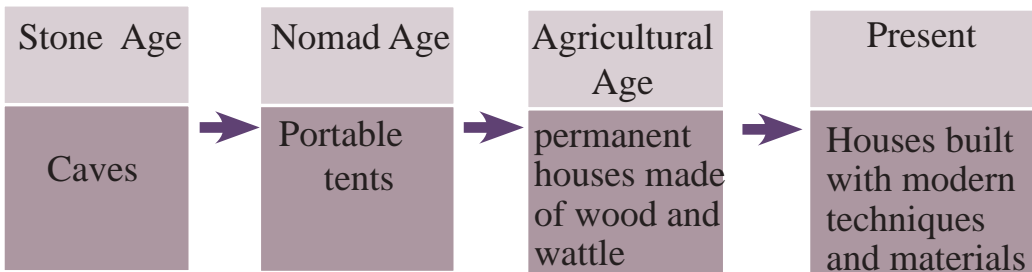 Stone Age
Caves
Nomad Age
Portable
tents
Agricultural
Age
permanent
houses made
of wood and
wattle
Present
Houses built
with modern
techniques
and materials